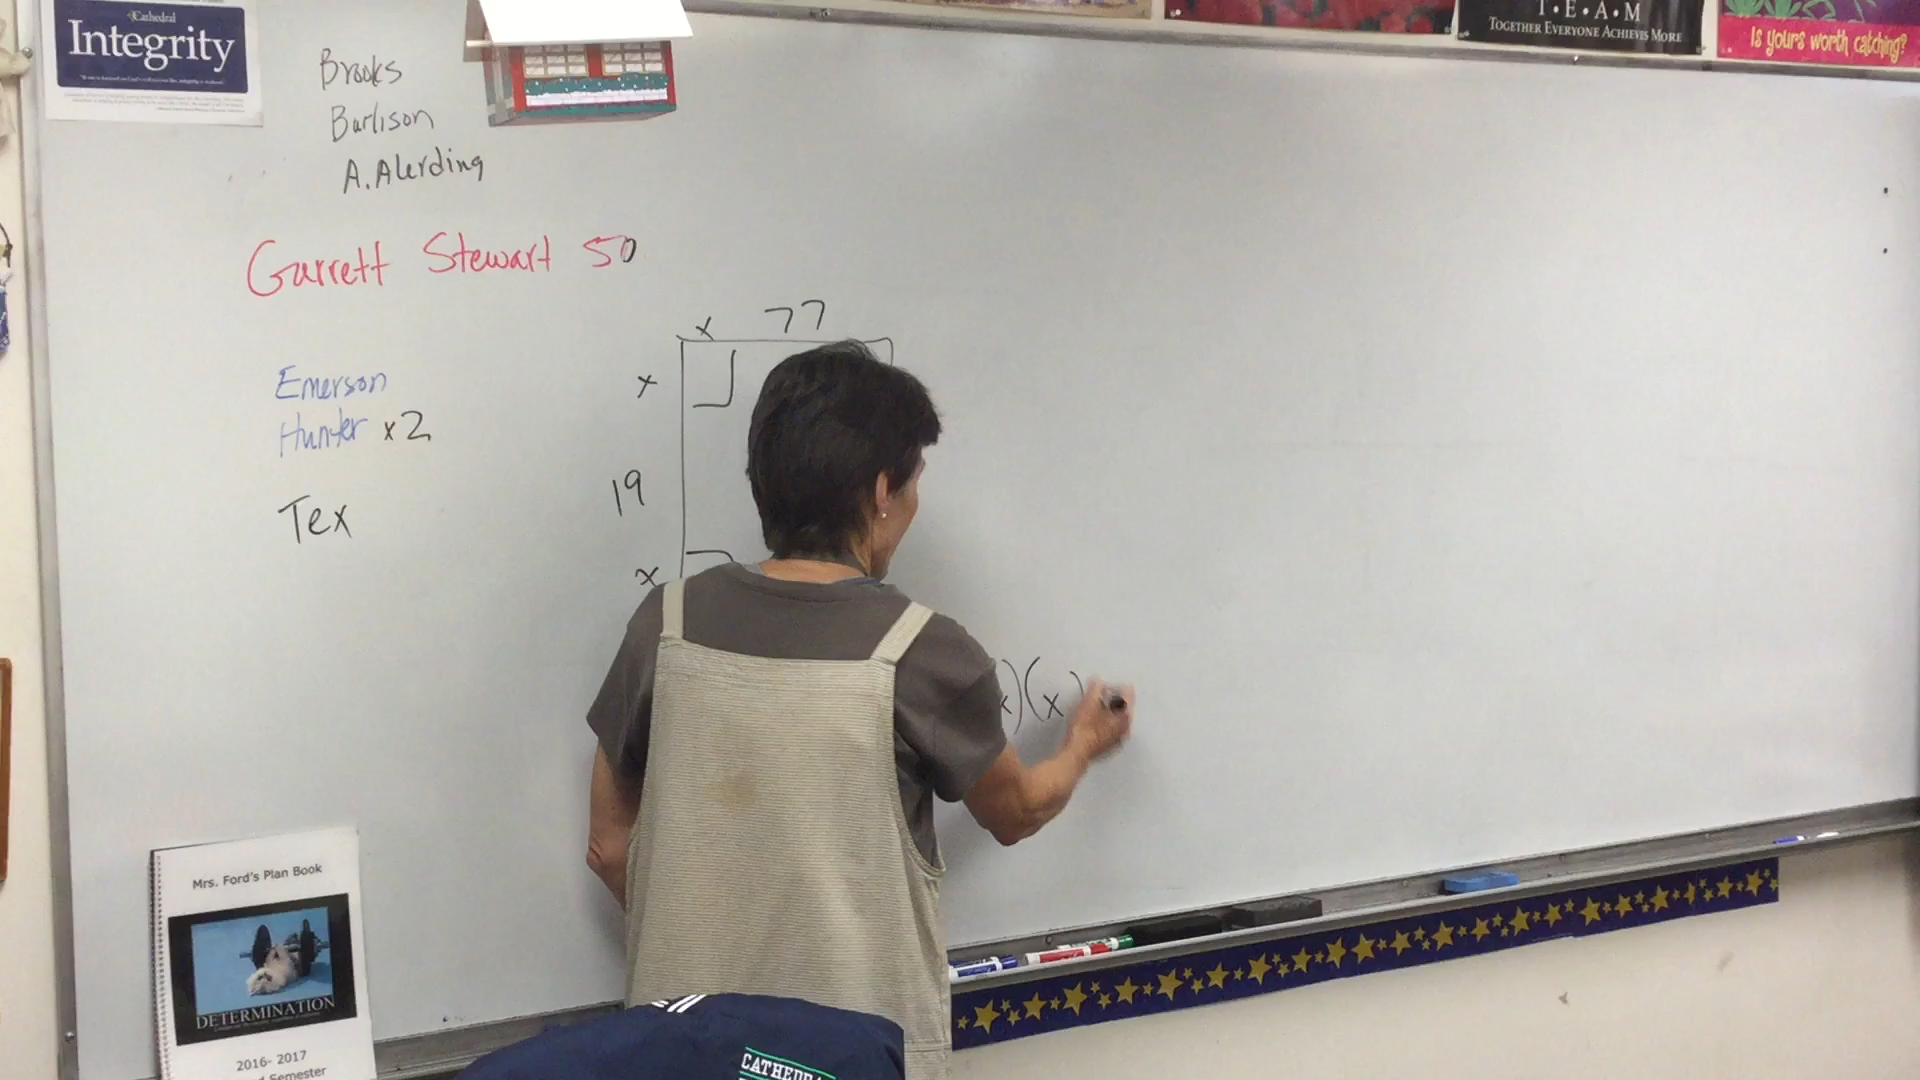 Cathedral
Integrity
Brooks
Burlison
A. Alerding
Garrett Stewart 50
Emerson
Hunter x2
Tex
x 77
x
19
x
x)(x)
T•E•A•M
TOGETHER EVERYONE ACHIEVES MORE
Is yours worth catching?
Mrs. Ford's Plan Book
DETERMINATION
2016- 2017
Semester
CATHEDRA